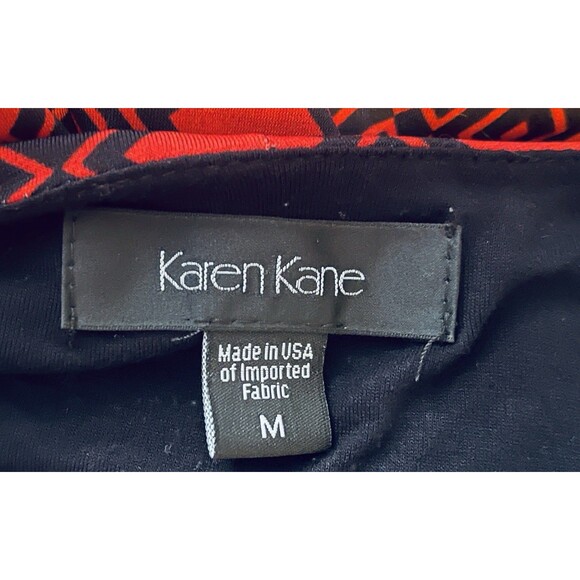 Karen Kane
Made in USA
of Imported
Fabric
M